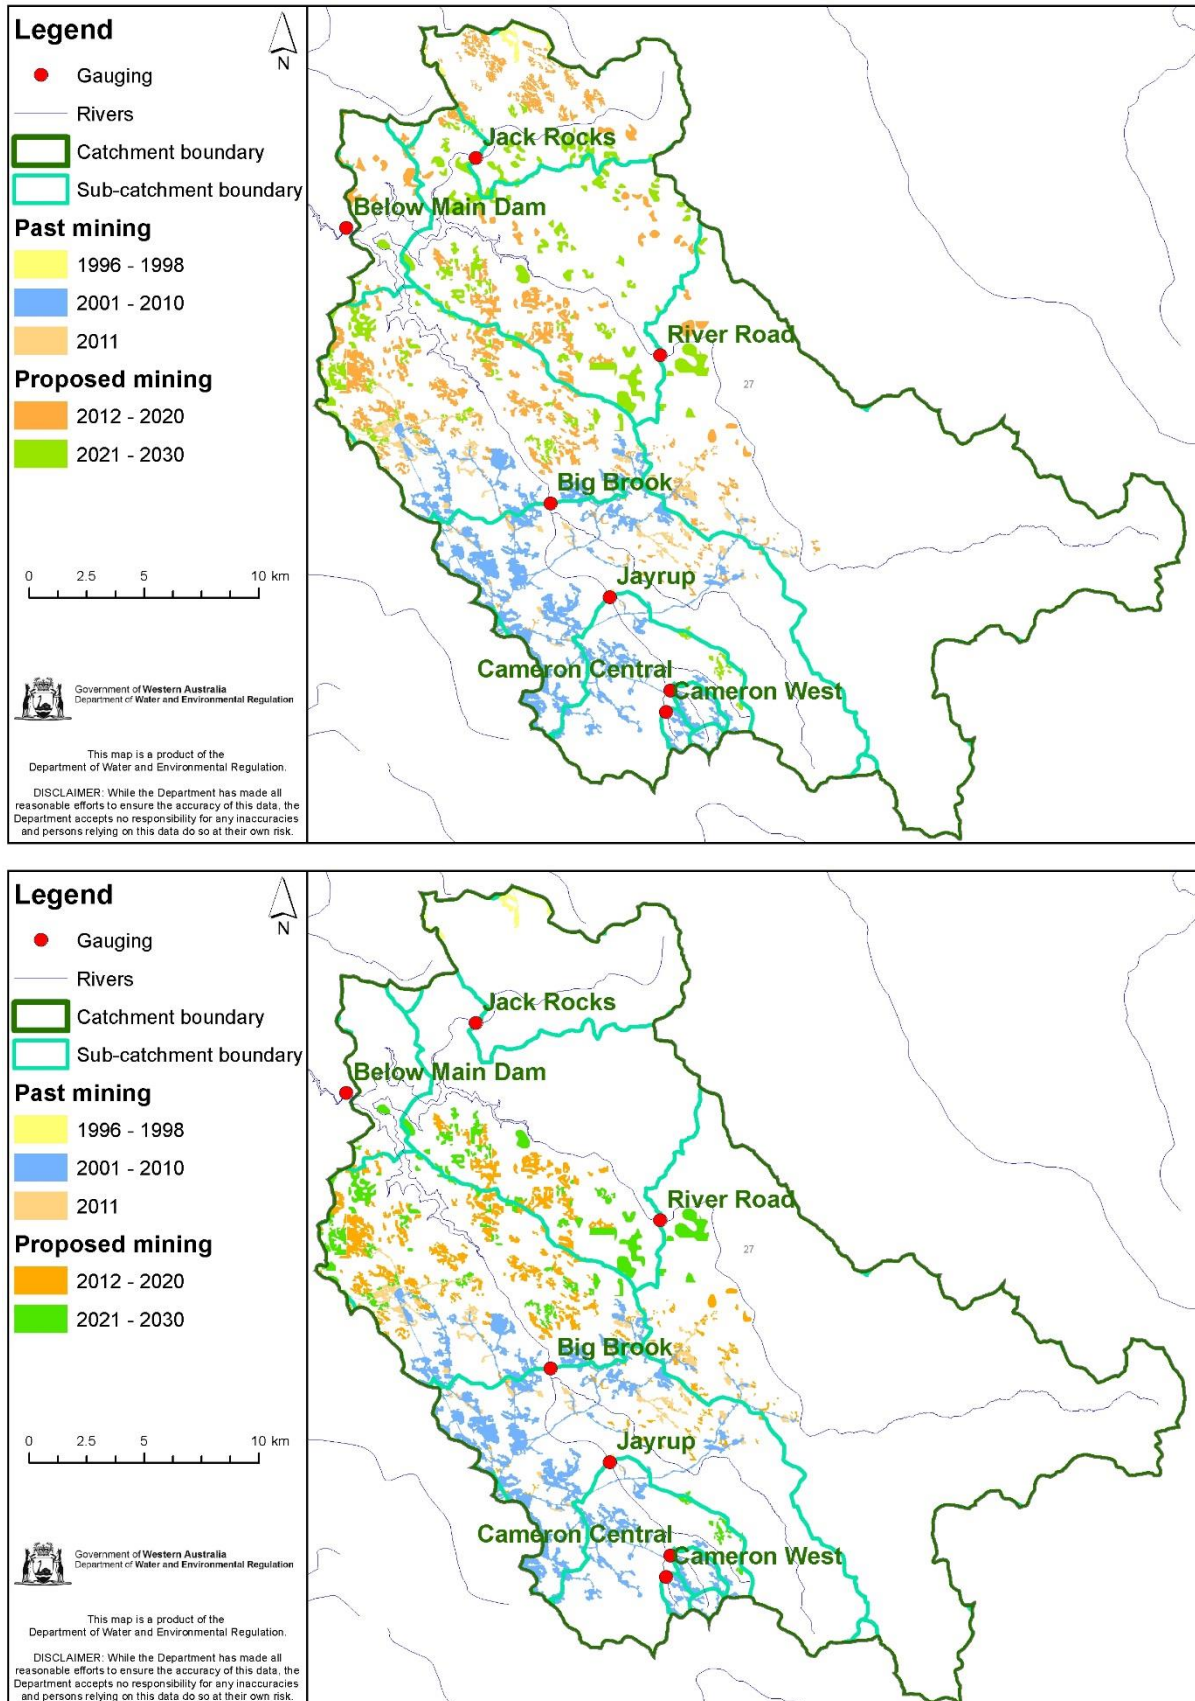 Legend
N
Gauging
Rivers
Catchment boundary
Sub-catchment boundary
Past mining
1996 - 1998
2001 - 2010
2011
Proposed mining
2012 - 2020
2021 - 2030
0 2.5 5 10 km
Government of Western Australia
Department of Water and Environmental Regulation
This map is a product of the
Department of Water and Environmental Regulation.
DISCLAIMER: While the Department has made all
reasonable efforts to ensure the accuracy of this data, the
Department accepts no responsibility for any inaccuracies
and persons relying on this data do so at their own risk.
Jack Rocks
Below Main Dam
River Road
27
Big Brook
Jayrup
Cameron Central
Cameron West
Legend
N
Gauging
Rivers
Catchment boundary
Sub-catchment boundary
Past mining
1996 - 1998
2001 - 2010
2011
Proposed mining
2012 - 2020
2021 - 2030
0 2.5 5 10 km
Government of Western Australia
Department of Water and Environmental Regulation
This map is a product of the
Department of Water and Environmental Regulation.
DISCLAIMER: While the Department has made all
reasonable efforts to ensure the accuracy of this data, the
Department accepts no responsibility for any inaccuracies
and persons relying on this data do so at their own risk.
Jack Rocks
Below Main Dam
River Road
27
Big Brook
Jayrup
Cameron Central
Cameron West